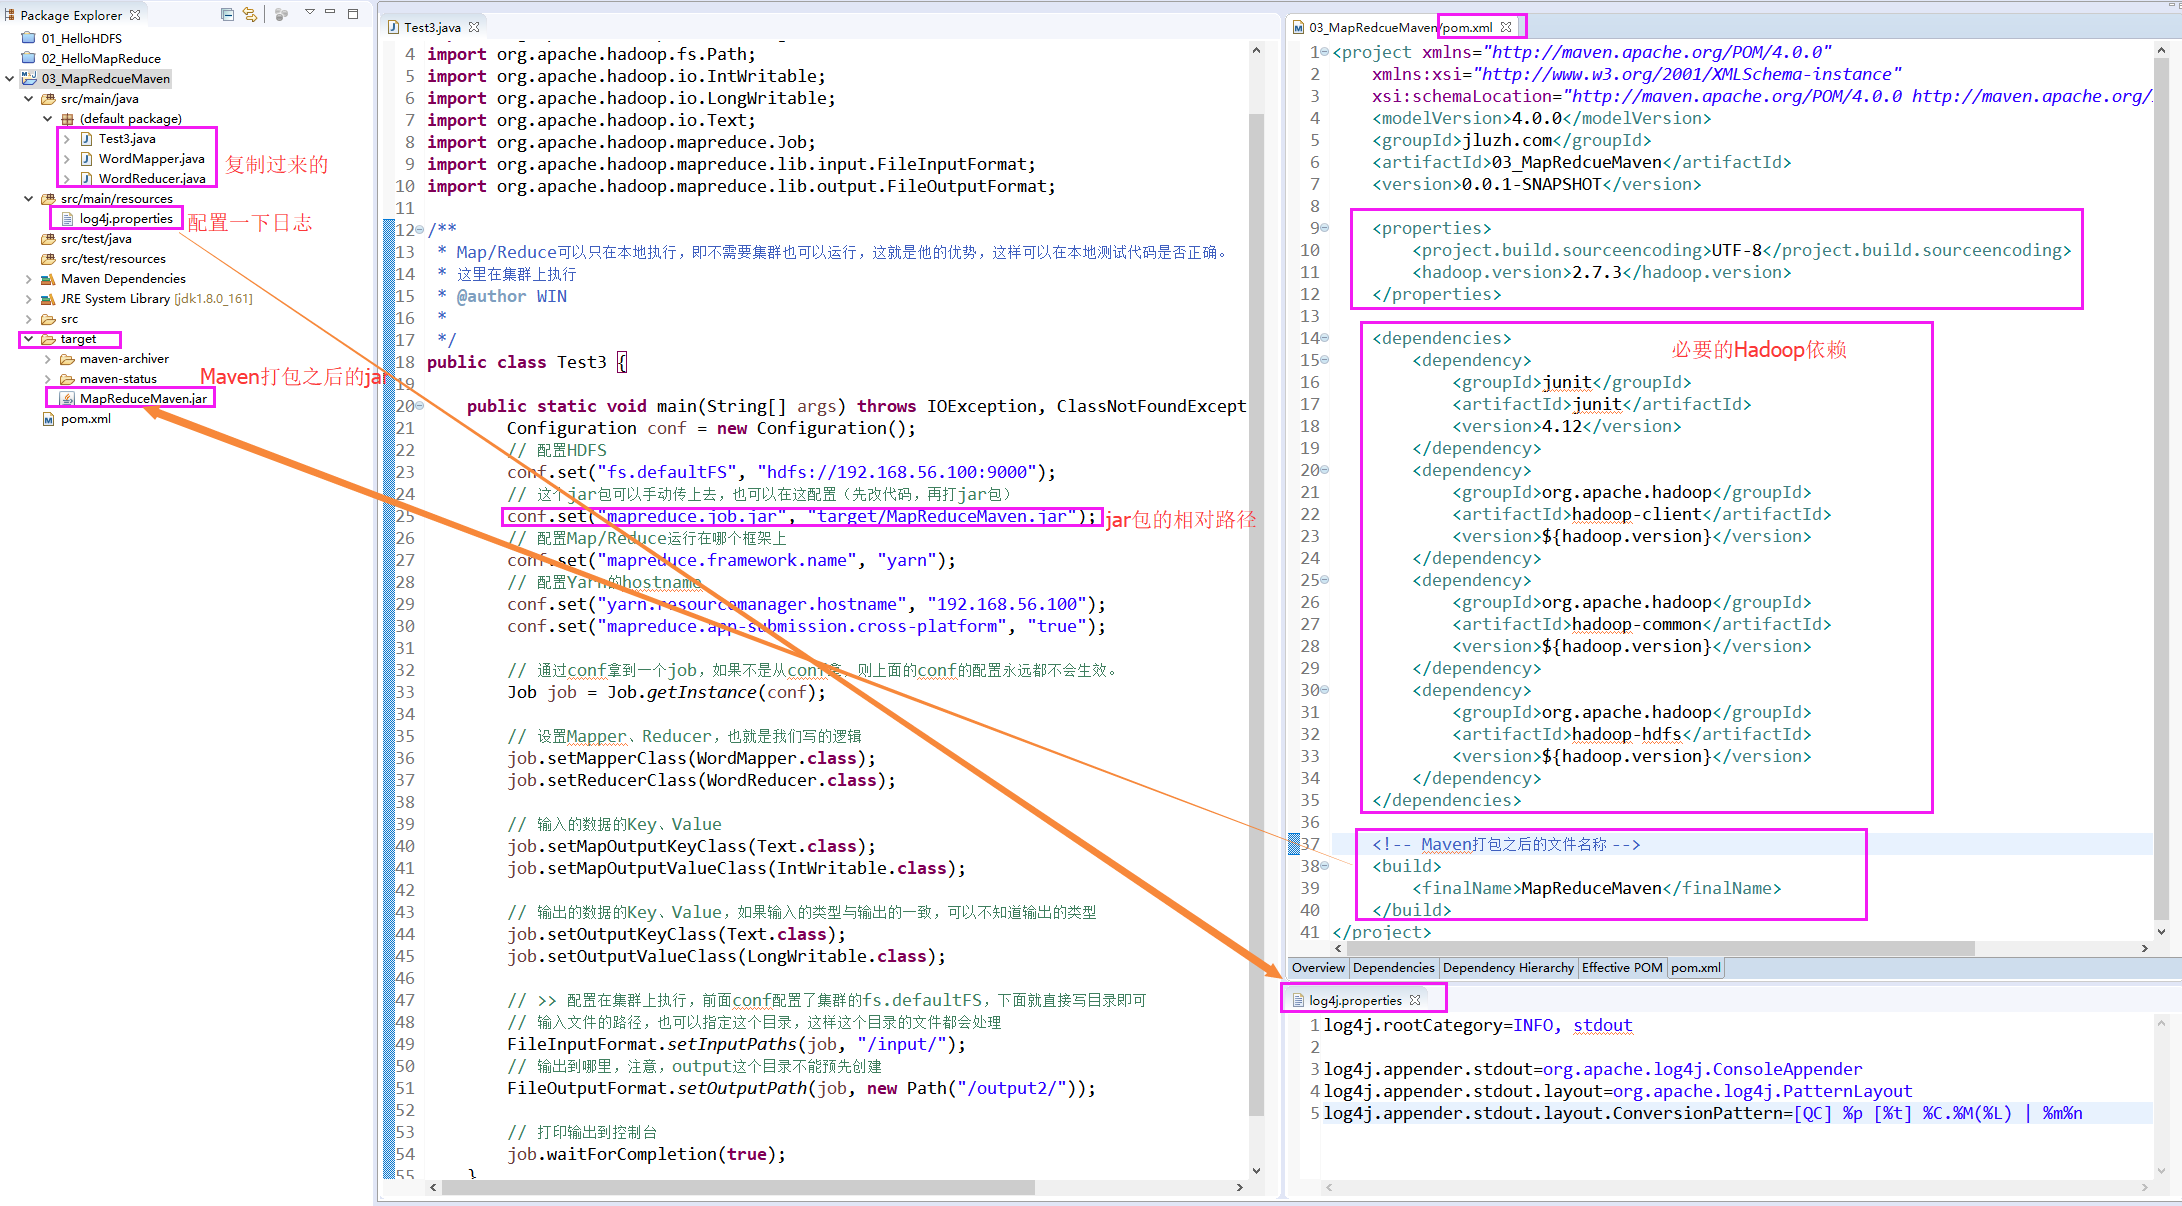 Package Explorer
01_HelloHDFS
02_HelloMapReduce
03_MapRedcueMaven
src/main/java
(default package)
Test3.java
WordMapper.java
WordReducer.java
复制过来的
src/main/resources
log4j.properties
配置一下日志
src/test/java
src/test/resources
Maven Dependencies
JRE System Library [jdk1.8.0_161]
src
target
maven-archiver
maven-status
Maven打包之后的jar
MapReduceMaven.jar
pom.xml
Test3.java
4 import org.apache.hadoop.fs.Path;
5 import org.apache.hadoop.io.IntWritable;
6 import org.apache.hadoop.io.LongWritable;
7 import org.apache.hadoop.io.Text;
8 import org.apache.hadoop.mapreduce.Job;
9 import org.apache.hadoop.mapreduce.lib.input.FileInputFormat;
10 import org.apache.hadoop.mapreduce.lib.output.FileOutputFormat;
11
12 /**
13 * Map/Reduce可以只在本地执行，即不需要集群也可以运行，这就是他的优势，这样可以在本地测试代码是否正确。
14 * 这里在集群上执行
15 * @author WIN
16 *
17 */
18 public class Test3 {
19
20 public static void main(String[] args) throws IOException, ClassNotFoundExcept
21 Configuration conf = new Configuration();
22 // 配置HDFS
23 conf.set("fs.defaultFS", "hdfs://192.168.56.100:9000");
24 // 这个jar包可以手动传上去，也可以在这配置（先改代码，再打jar包）
25 conf.set("mapreduce.job.jar", "target/MapReduceMaven.jar"); jar包的相对路径
26 // 配置Map/Reduce运行在哪个框架上
27 conf.set("mapreduce.framework.name", "yarn");
28 // 配置Yarn的hostname
29 conf.set("yarn.resourcemanager.hostname", "192.168.56.100");
30 conf.set("mapreduce.app-submission.cross-platform", "true");
31
32 // 通过conf拿到一个job，如果不是从conf拿，则上面的conf的配置永远都不会生效。
33 Job job = Job.getInstance(conf);
34
35 // 设置Mapper、Reducer，也就是我们写的逻辑
36 job.setMapperClass(WordMapper.class);
37 job.setReducerClass(WordReducer.class);
38
39 // 输入的数据的Key、Value
40 job.setMapOutputKeyClass(Text.class);
41 job.setMapOutputValueClass(IntWritable.class);
42
43 // 输出的数据的Key、Value，如果输入的类型与输出的一致，可以不知道输出的类型
44 job.setOutputKeyClass(Text.class);
45 job.setOutputValueClass(LongWritable.class);
46
47 // >> 配置在集群上执行，前面conf配置了集群的fs.defaultFS，下面就直接写目录即可
48 // 输入文件的路径，也可以指定这个目录，这样这个目录的文件都会处理
49 FileInputFormat.setInputPaths(job, "/input/");
50 // 输出到哪里，注意，output这个目录不能预先创建
51 FileOutputFormat.setOutputPath(job, new Path("/output2/"));
52
53 // 打印输出到控制台
54 job.waitForCompletion(true);
55 }
03_MapRedcueMaven/pom.xml
1 <project xmlns="http://maven.apache.org/POM/4.0.0"
2 xmlns:xsi="http://www.w3.org/2001/XMLSchema-instance"
3 xsi:schemaLocation="http://maven.apache.org/POM/4.0.0 http://maven.apache.org/
4 <modelVersion>4.0.0</modelVersion>
5 <groupId>jluzh.com</groupId>
6 <artifactId>03_MapRedcueMaven</artifactId>
7 <version>0.0.1-SNAPSHOT</version>
8
9 <properties>
10 <project.build.sourceencoding>UTF-8</project.build.sourceencoding>
11 <hadoop.version>2.7.3</hadoop.version>
12 </properties>
13
14 <dependencies>
必要的Hadoop依赖
15 <dependency>
16 <groupId>junit</groupId>
17 <artifactId>junit</artifactId>
18 <version>4.12</version>
19 </dependency>
20 <dependency>
21 <groupId>org.apache.hadoop</groupId>
22 <artifactId>hadoop-client</artifactId>
23 <version>${hadoop.version}</version>
24 </dependency>
25 <dependency>
26 <groupId>org.apache.hadoop</groupId>
27 <artifactId>hadoop-common</artifactId>
28 <version>${hadoop.version}</version>
29 </dependency>
30 <dependency>
31 <groupId>org.apache.hadoop</groupId>
32 <artifactId>hadoop-hdfs</artifactId>
33 <version>${hadoop.version}</version>
34 </dependency>
35 </dependencies>
36
37 <!-- Maven打包之后的文件名称 -->
38 <build>
39 <finalName>MapReduceMaven</finalName>
40 </build>
41 </project>
Overview Dependencies Dependency Hierarchy Effective POM pom.xml
log4j.properties
1 log4j.rootCategory=INFO, stdout
2
3 log4j.appender.stdout=org.apache.log4j.ConsoleAppender
4 log4j.appender.stdout.layout=org.apache.log4j.PatternLayout
5 log4j.appender.stdout.layout.ConversionPattern=[QC] %p [%t] %C.%M(%L) | %m%n